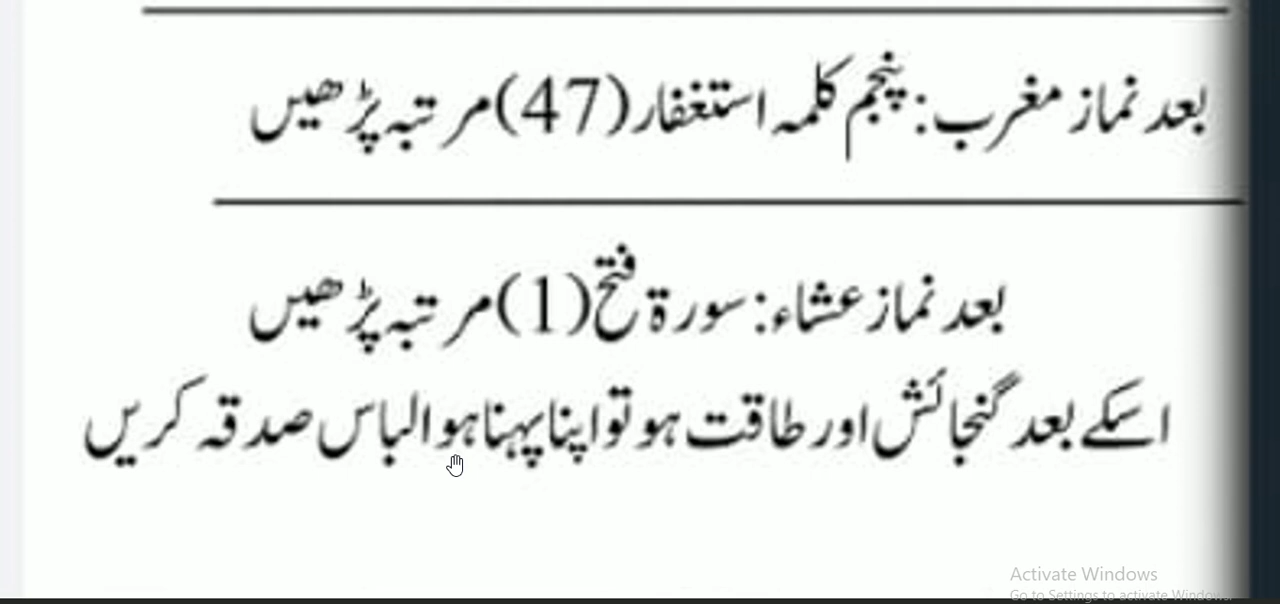 بعد نماز مغرب: پنجم کلمہ استغفار(47)مرتبہ پڑھیں
بعد نماز عشاء: سورۃ فتح(1)مرتبہ پڑھیں
اسکے بعد گنجائش اور طاقت ہو تو اپنا پہنا ہوا لباس صدقہ کریں
Activate Windows
Go to Settings to activate Windows.